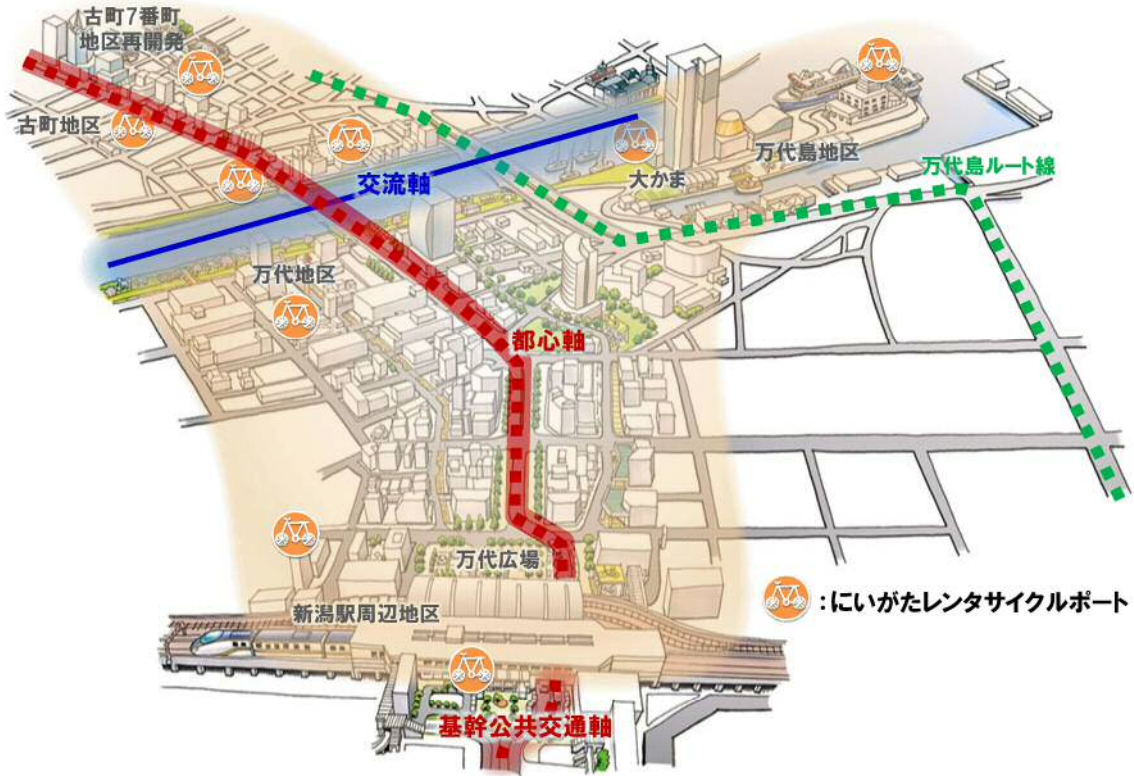 古町7番町
地区再開発
古町地区
交流軸
大かま
万代島地区
万代島ルート線
万代地区
都心軸
万代広場
新潟駅周辺地区
:にいがたレンタサイクルポート
基幹公共交通軸